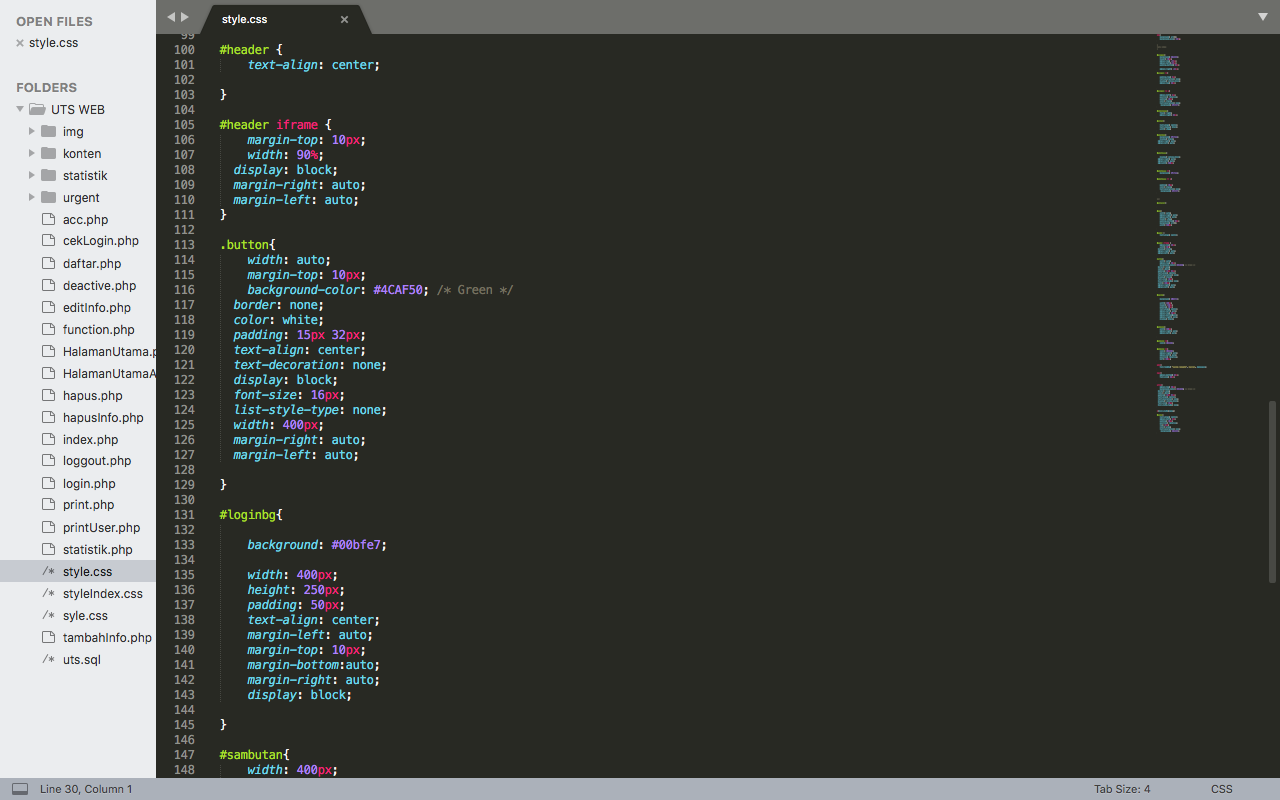 OPEN FILES
style.css
FOLDERS
UTS WEB
img
konten
statistik
urgent
acc.php
cekLogin.php
daftar.php
deactive.php
editInfo.php
function.php
HalamanUtama.p
HalamanUtamaA
hapus.php
hapusInfo.php
index.php
loggout.php
login.php
print.php
printUser.php
statistik.php
/* style.css
/* styleIndex.css
/* syle.css
tambahInfo.php
/* uts.sql
style.css
99
100 #header {
101 text-align: center;
102
103 }
104
105 #header iframe {
106 margin-top: 10px;
107 width: 90%;
108 display: block;
109 margin-right: auto;
110 margin-left: auto;
111 }
112
113 .button{
114 width: auto;
115 margin-top: 10px;
116 background-color: #4CAF50; /* Green */
117 border: none;
118 color: white;
119 padding: 15px 32px;
120 text-align: center;
121 text-decoration: none;
122 display: block;
123 font-size: 16px;
124 list-style-type: none;
125 width: 400px;
126 margin-right: auto;
127 margin-left: auto;
128
129 }
130
131 #loginbg{
132
133 background: #00bfe7;
134
135 width: 400px;
136 height: 250px;
137 padding: 50px;
138 text-align: center;
139 margin-left: auto;
140 margin-top: 10px;
141 margin-bottom:auto;
142 margin-right: auto;
143 display: block;
144
145 }
146
147 #sambutan{
148 width: 400px;
Line 30, Column 1
Tab Size: 4
CSS